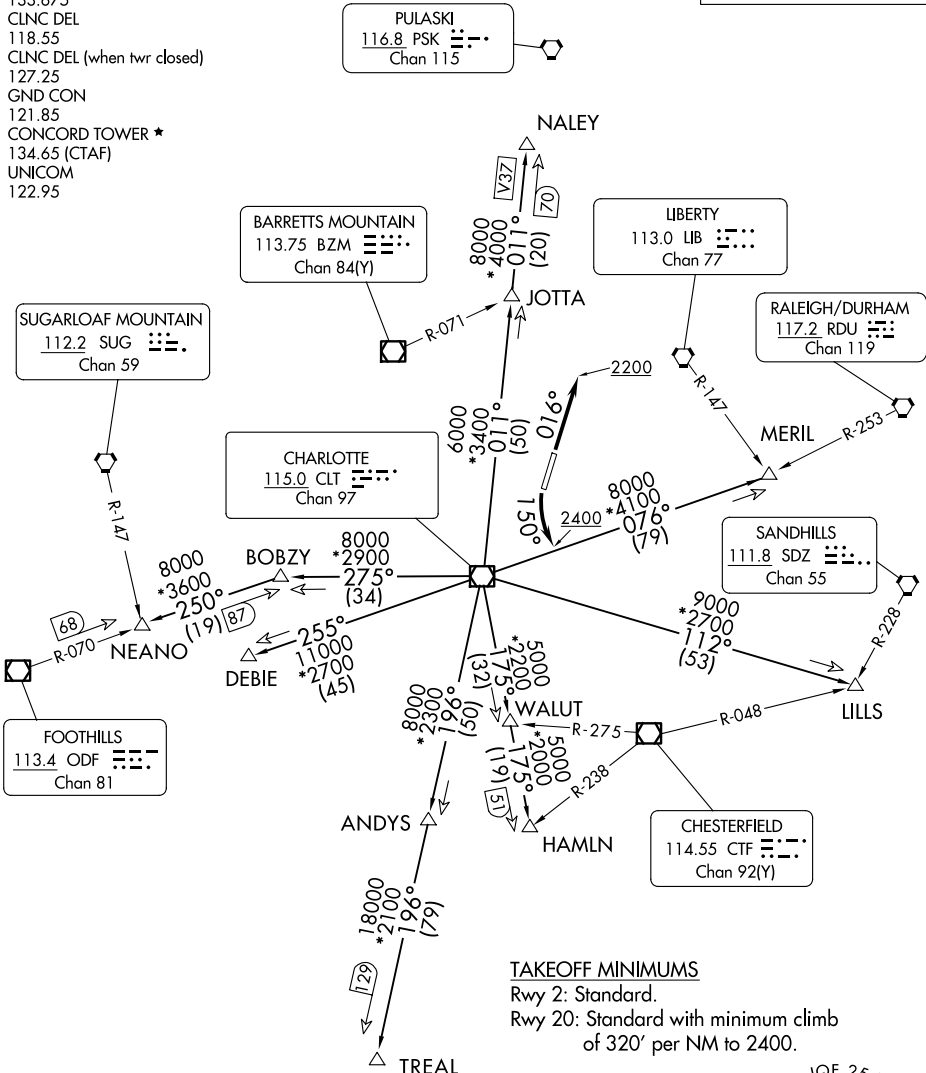 CLNC DEL
118.55
CLNC DEL (when twr closed)
127.25
GND CON
121.85
CONCORD TOWER ★
134.65 (CTAF)
UNICOM
122.95
PULASKI
116.8 PSK
Chan 115
NALEY
V37
70
8000
*4000
011°
(20)
BARRETTS MOUNTAIN
113.75 BZM
Chan 84(Y)
LIBERTY
113.0 LIB
Chan 77
JOTTA
R-071
SUGARLOAF MOUNTAIN
112.2 SUG
Chan 59
RALEIGH/DURHAM
117.2 RDU
Chan 119
2200
016°
R-147
R-253
MERIL
6000
*3400
011°
(50)
CHARLOTTE
115.0 CLT
Chan 97
150°
2400
8000
*4100
076°
(79)
R-147
SANDHILLS
111.8 SDZ
Chan 55
BOBZY
8000
*2900
275°
(34)
8000
*3600
250°
(19)
87
9000
*2700
112°
(53)
R-228
68
R-070
NEANO
DEBIE
255°
11000
*2700
(45)
5000
*2200
175°
(32)
WALUT
LILLS
R-048
R-275
FOOTHILLS
113.4 ODF
Chan 81
8000
*2300
196°
(50)
5000
*2000
175°
(19)
51
R-238
ANDYS
HAMLN
CHESTERFIELD
114.55 CTF
Chan 92(Y)
18000
*2100
196°
(79)
129
TREAL
TAKEOFF MINIMUMS
Rwy 2: Standard.
Rwy 20: Standard with minimum climb
of 320' per NM to 2400.